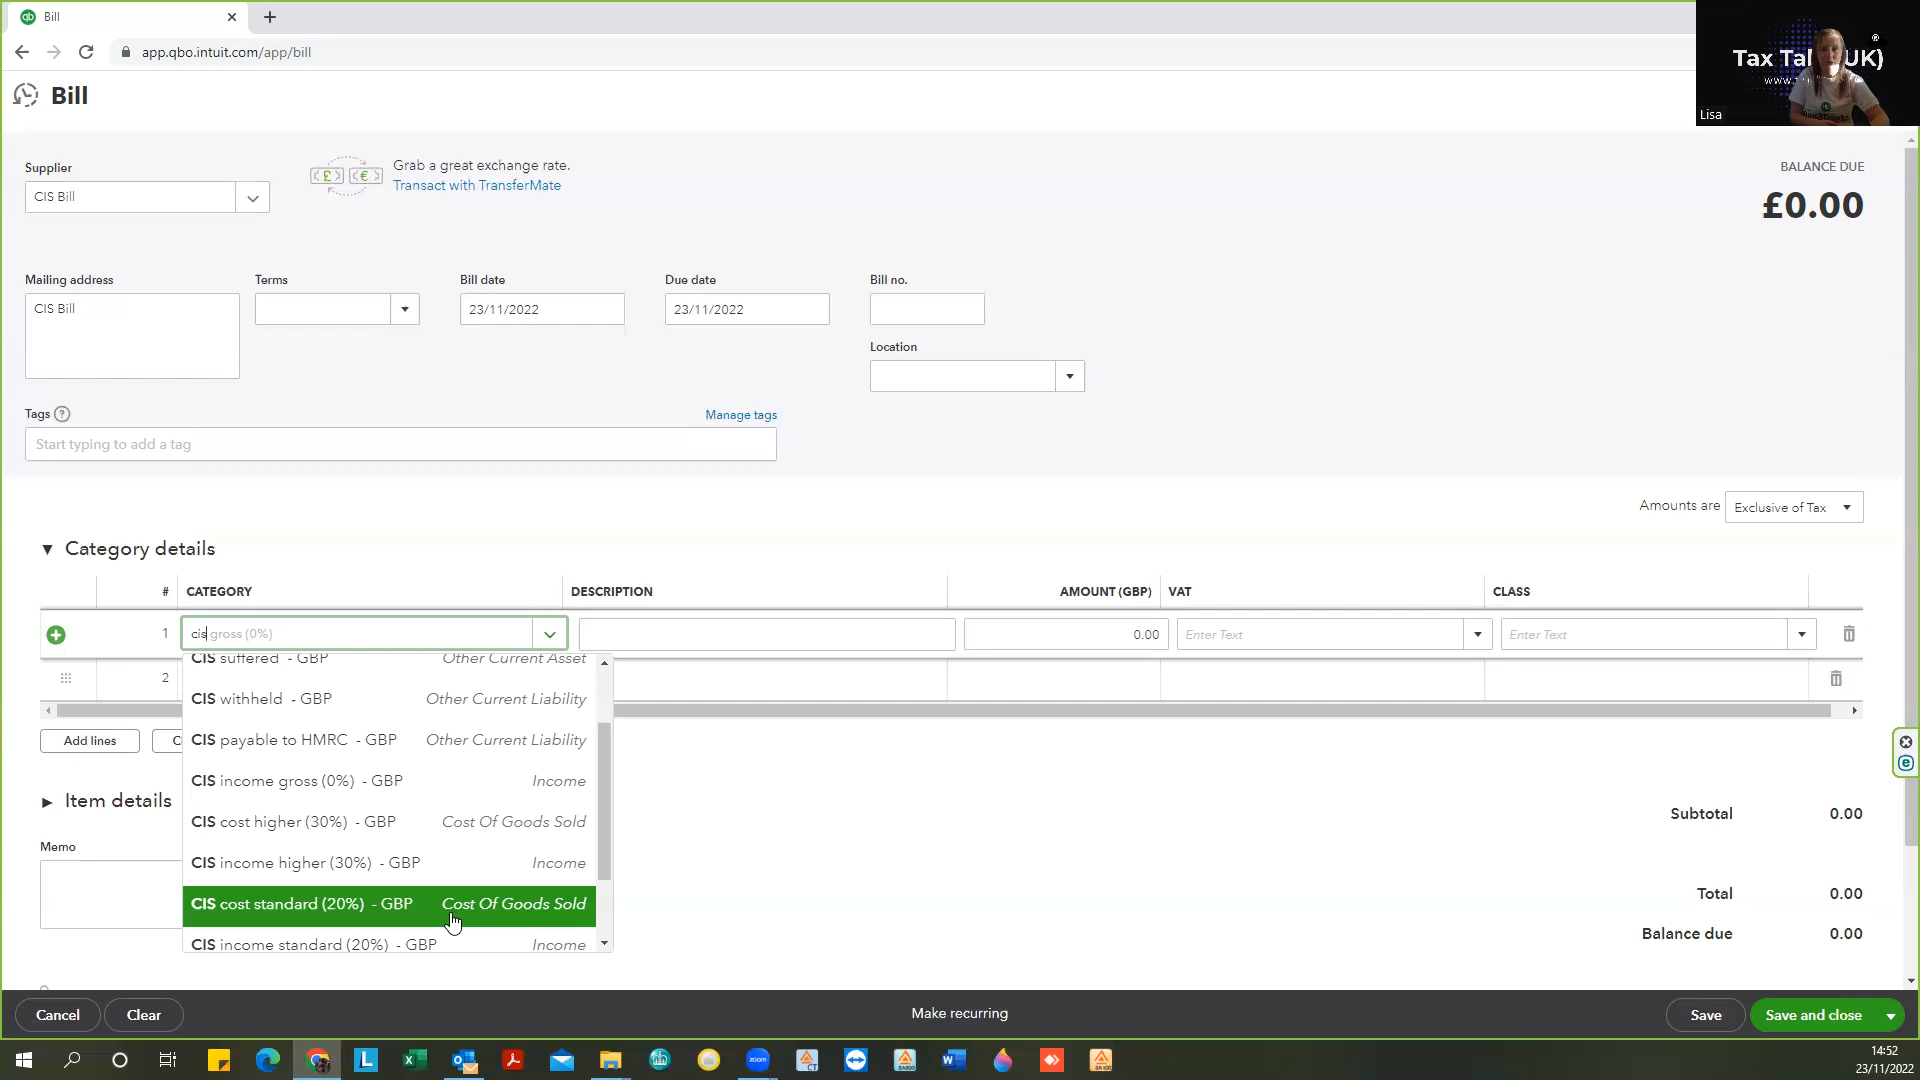 Bill
app.qbo.intuit.com/app/bill
Tax Tal UK)
®
www.
Lisa
Bill
Supplier
CIS Bill
Grab a great exchange rate.
Transact with TransferMate
BALANCE DUE
£0.00
Mailing address
CIS Bill
Terms
Bill date
23/11/2022
Due date
23/11/2022
Bill no.
Location
Tags ?
Manage tags
Start typing to add a tag
Amounts are Exclusive of Tax
Category details
# CATEGORY DESCRIPTION AMOUNT (GBP) VAT CLASS
1 cis gross (0%) 0.00 Enter Text Enter Text
2
CIS suffered - GBP Other Current Asset
CIS withheld - GBP Other Current Liability
CIS payable to HMRC - GBP Other Current Liability
CIS income gross (0%) - GBP Income
CIS cost higher (30%) - GBP Cost Of Goods Sold
CIS income higher (30%) - GBP Income
CIS cost standard (20%) - GBP Cost Of Goods Sold
CIS income standard (20%) - GBP Income
Add lines
C
Item details
Memo
Subtotal 0.00
Total 0.00
Balance due 0.00
Cancel
Clear
Make recurring
Save
Save and close
14:52
23/11/2022